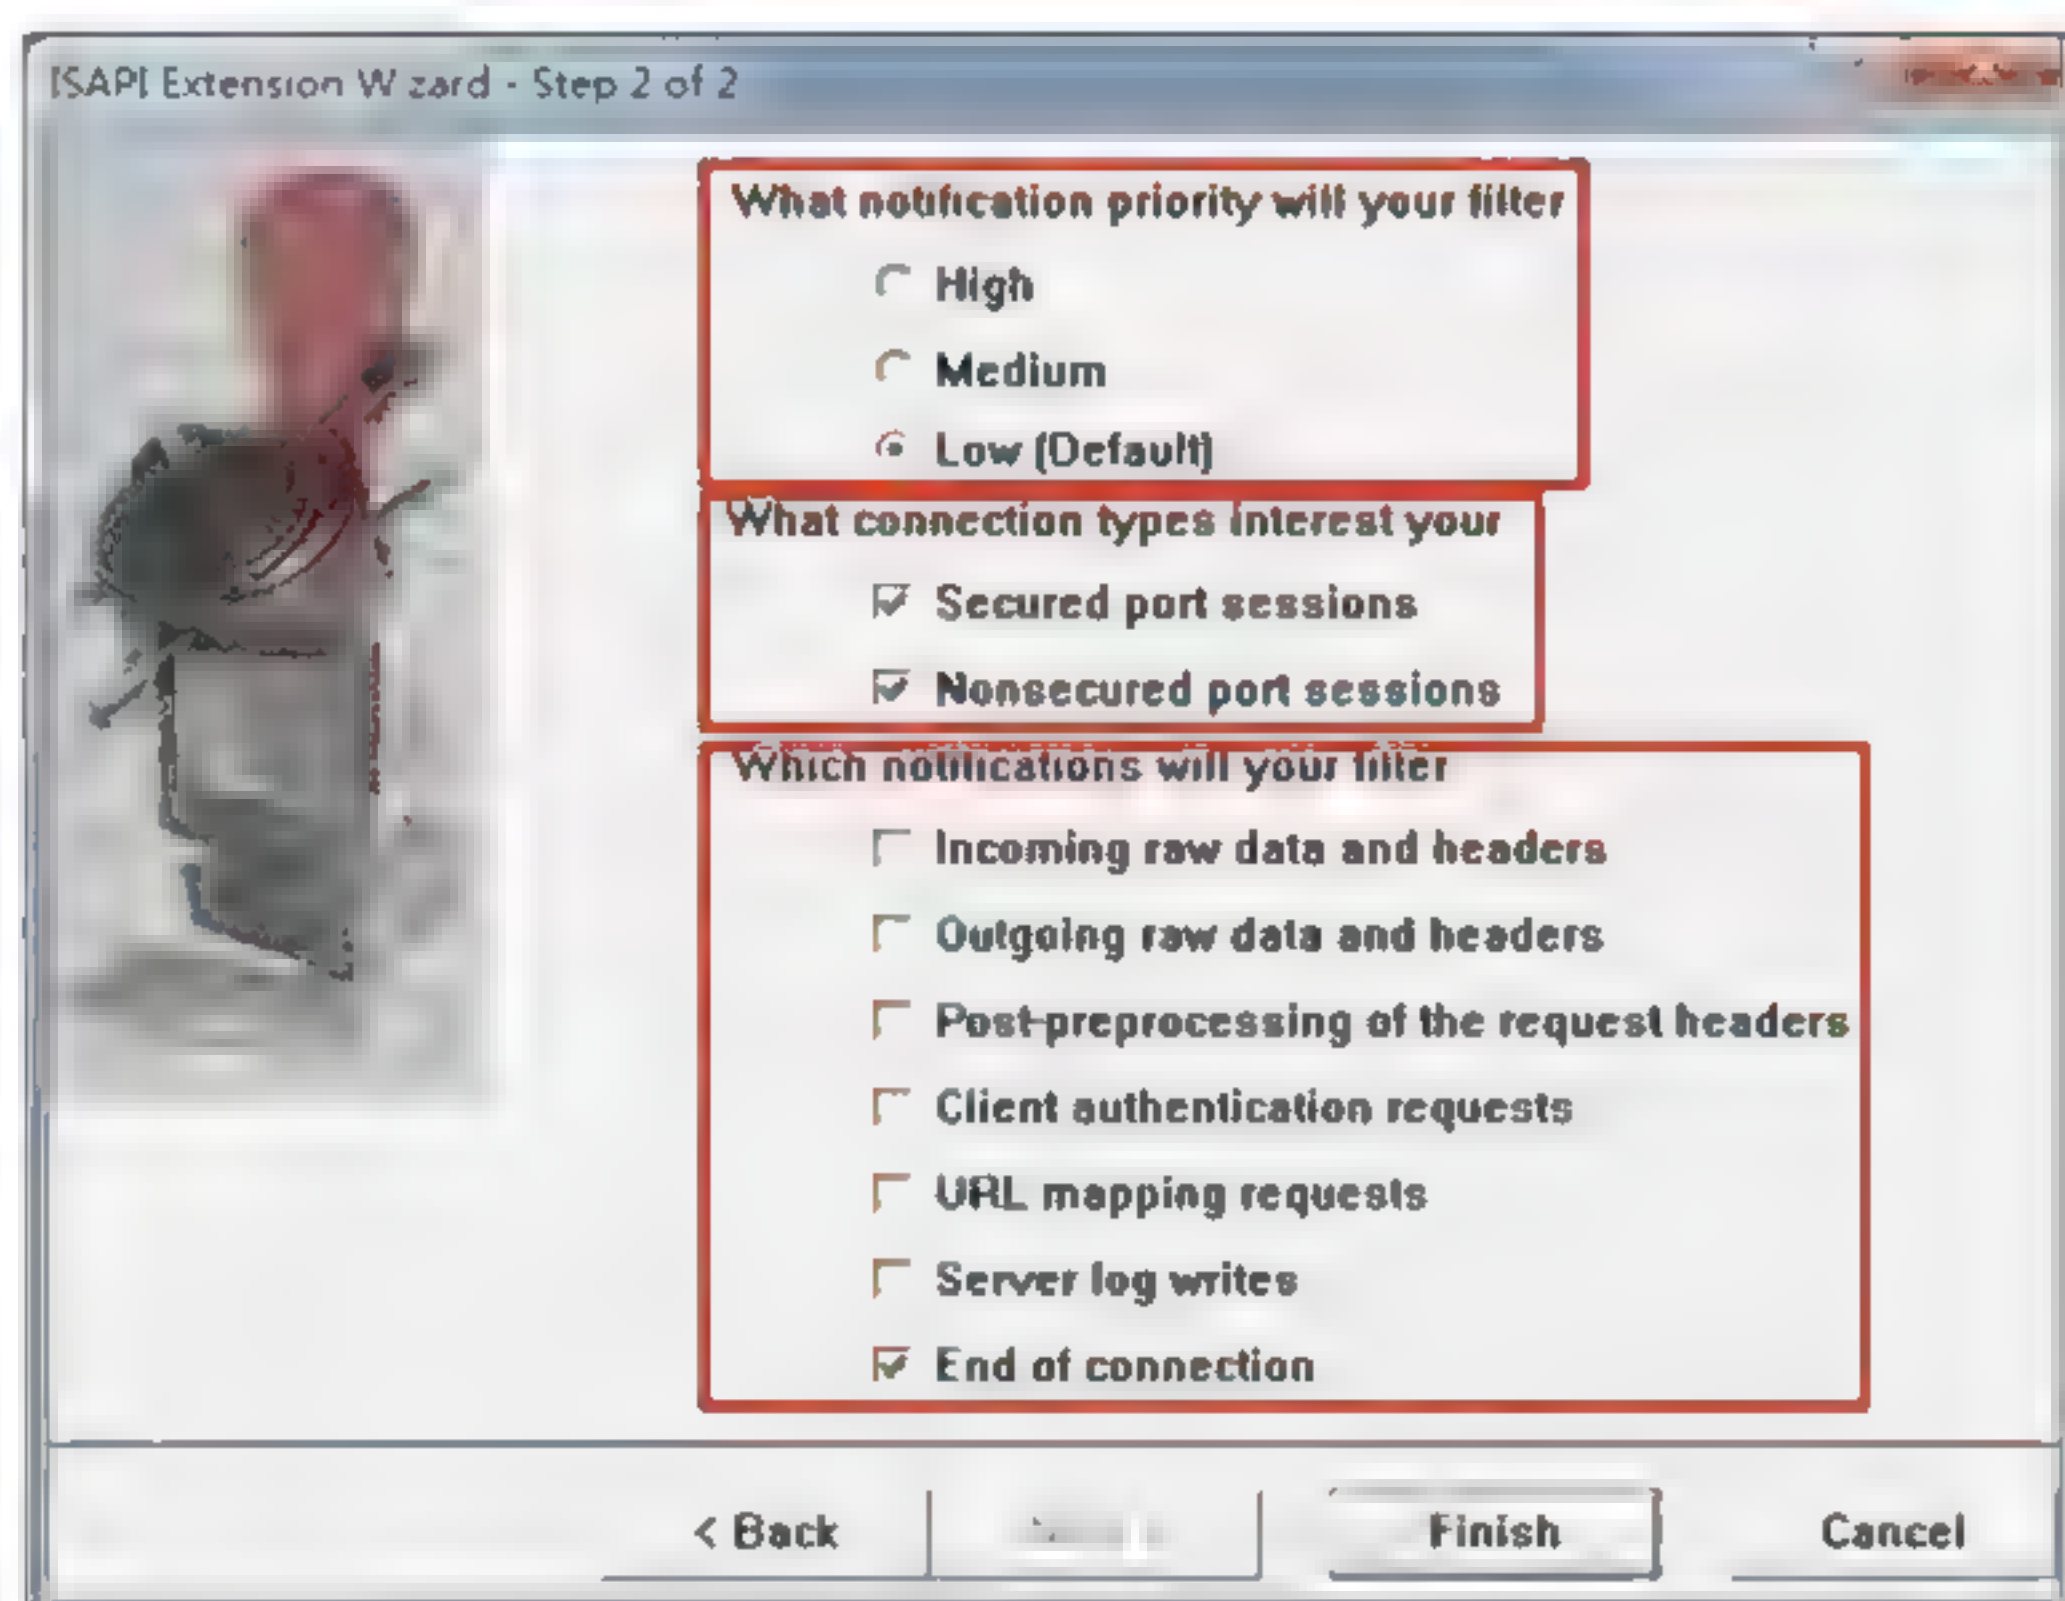 ISAPI Extension Wizard - Step 2 of 2
What notification priority will your filter
High
Medium
Low (Default)
What connection types interest your
Secured port sessions
Nonsecured port sessions
Which notifications will your filter
Incoming raw data and headers
Outgoing raw data and headers
Post-preprocessing of the request headers
Client authentication requests
URL mapping requests
Server log writes
End of connection
< Back
Finish
Cancel